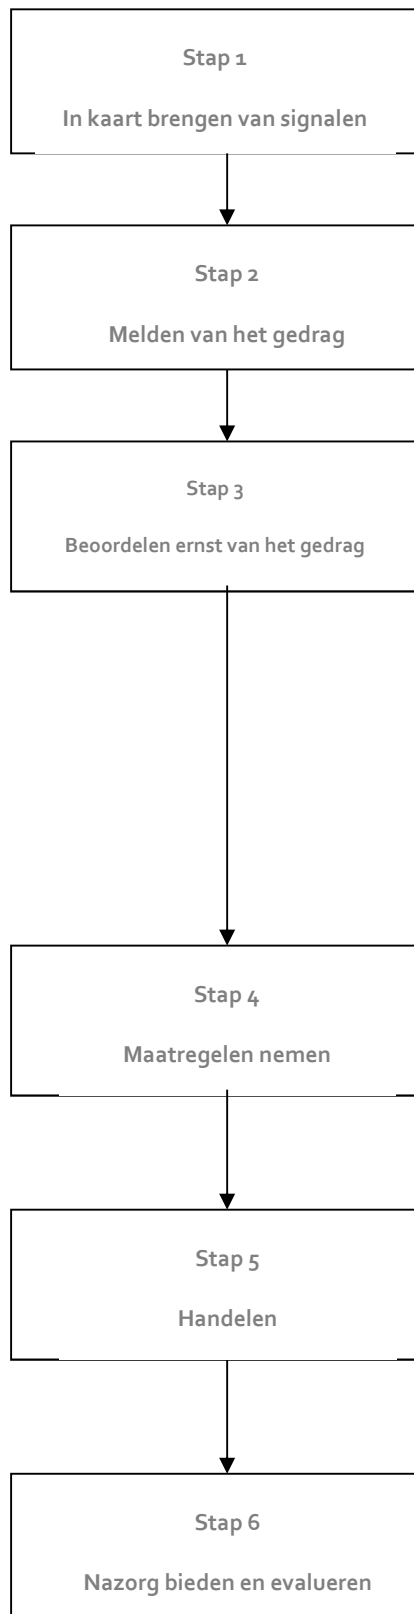 Stap 1
In kaart brengen van signalen
Stap 2
Melden van het gedrag
Stap 3
Beoordelen ernst van het gedrag
Stap 4
Maatregelen nemen
Stap 5
Handelen
Stap 6
Nazorg bieden en evalueren